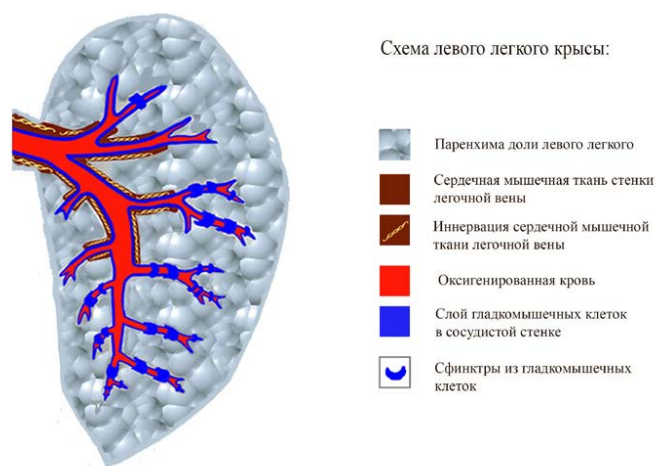 Схема левого легкого крысы:
Паренхима доли левого легкого
Сердечная мышечная ткань стенки
легочной вены
Иннервация сердечной мышечной
ткани легочной вены
Оксигенированная кровь
Слой гладкомышечных клеток
в сосудистой стенке
Сфинктры из гладкомышечных
клеток